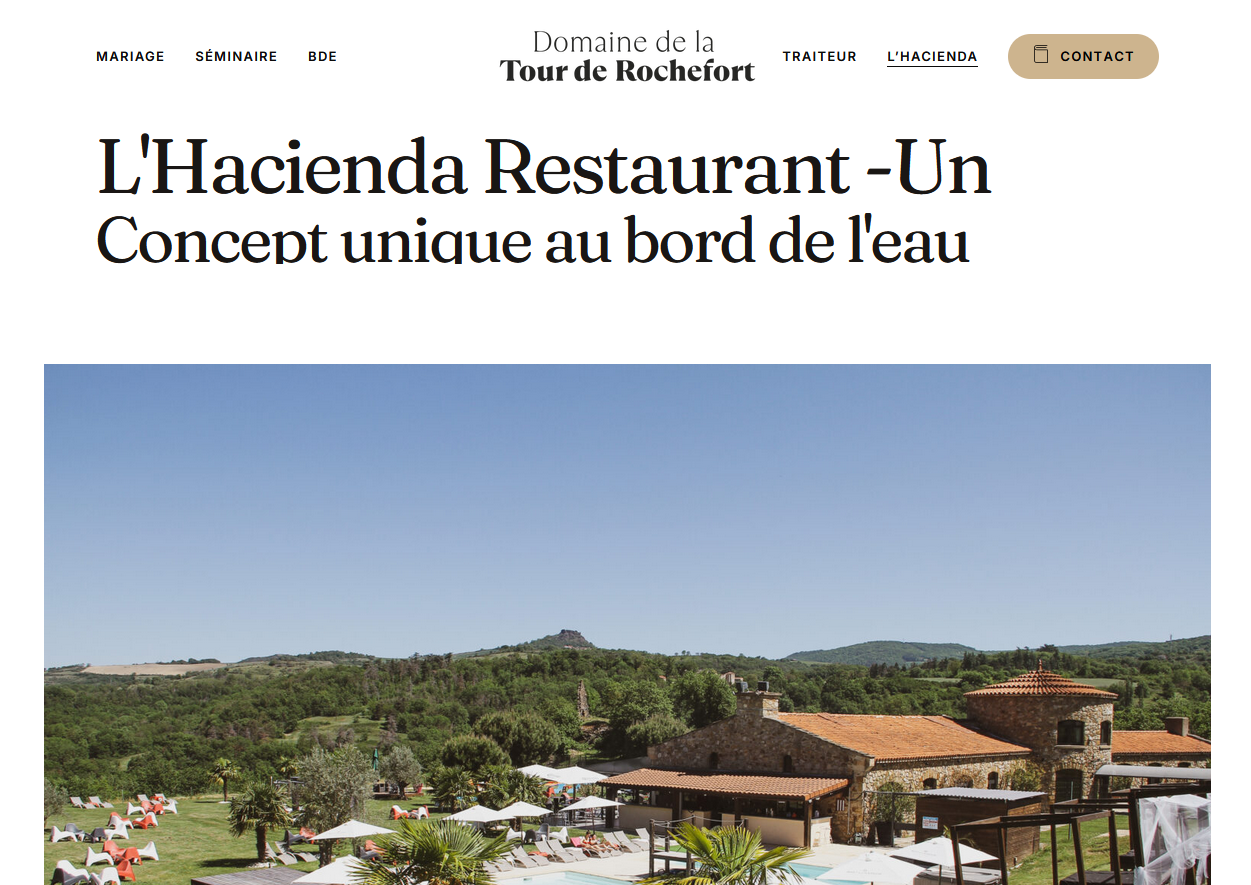 MARIAGE SÉMINAIRE BDE
Domaine de la
Tour de Rochefort
TRAITEUR L'HACIENDA CONTACT
L'Hacienda Restaurant -Un
Concept unique au bord de l'eau